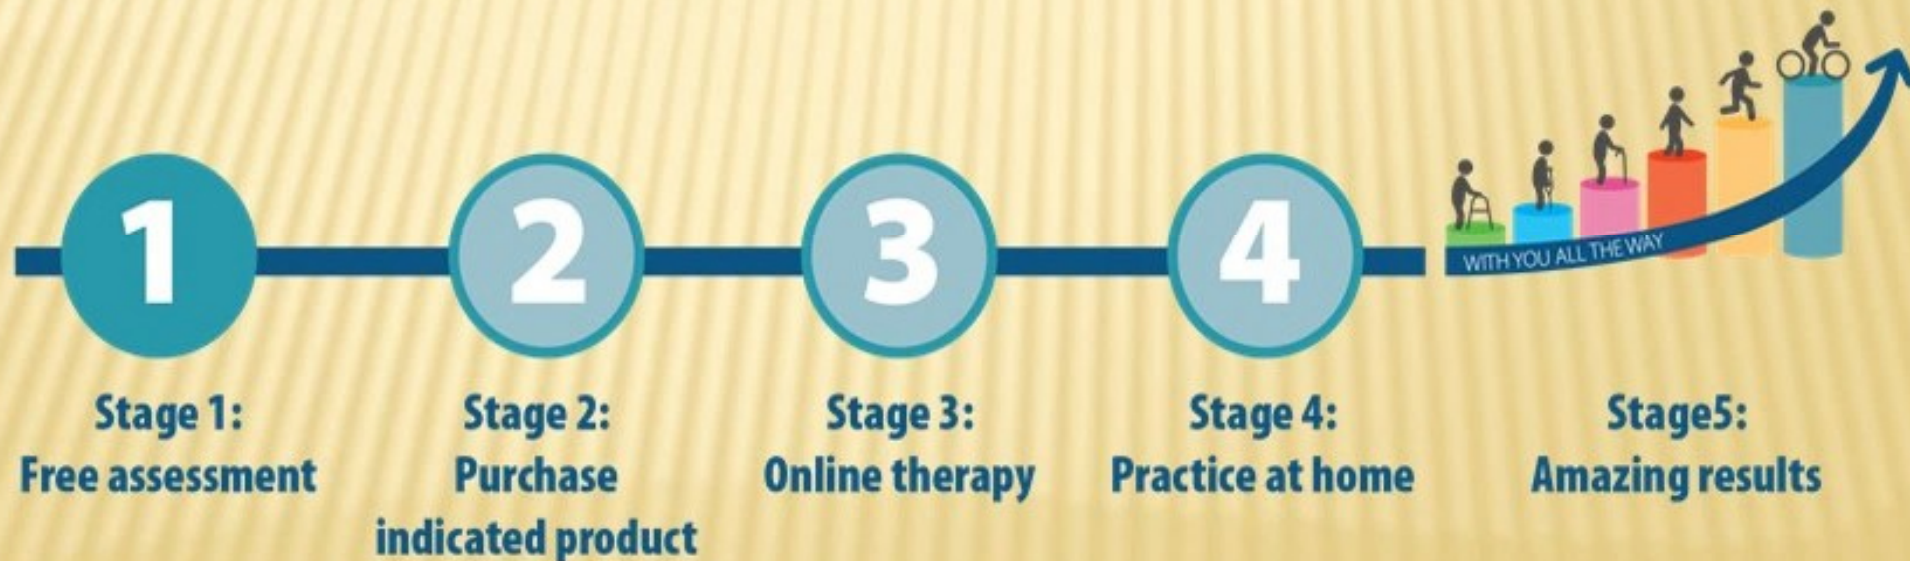 1
2
3
4
WITH YOU ALL THE WAY
Stage 1:
Free assessment
Stage 2:
Purchase
indicated product
Stage 3:
Online therapy
Stage 4:
Practice at home
Stage5:
Amazing results